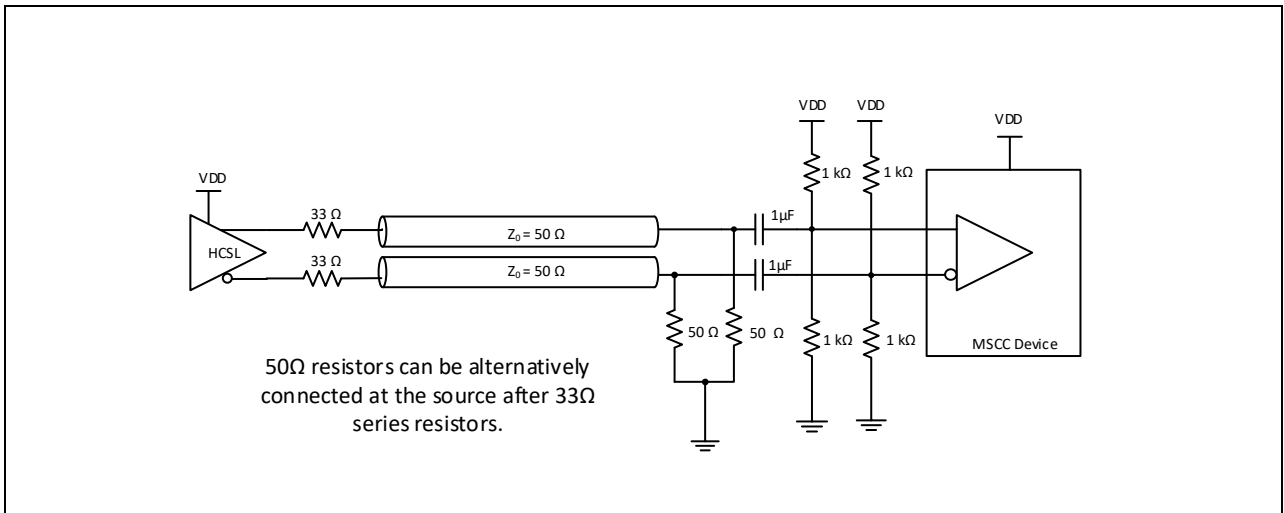 VDD
VDD
VDD
VDD
1 kΩ
1 kΩ
33 Ω
1µF
HCSL
Z0 = 50 Ω
33 Ω
1µF
Z0 = 50 Ω
50 Ω
50 Ω
1 kΩ
1 kΩ
MSCC Device
50Ω resistors can be alternatively
connected at the source after 33Ω
series resistors.